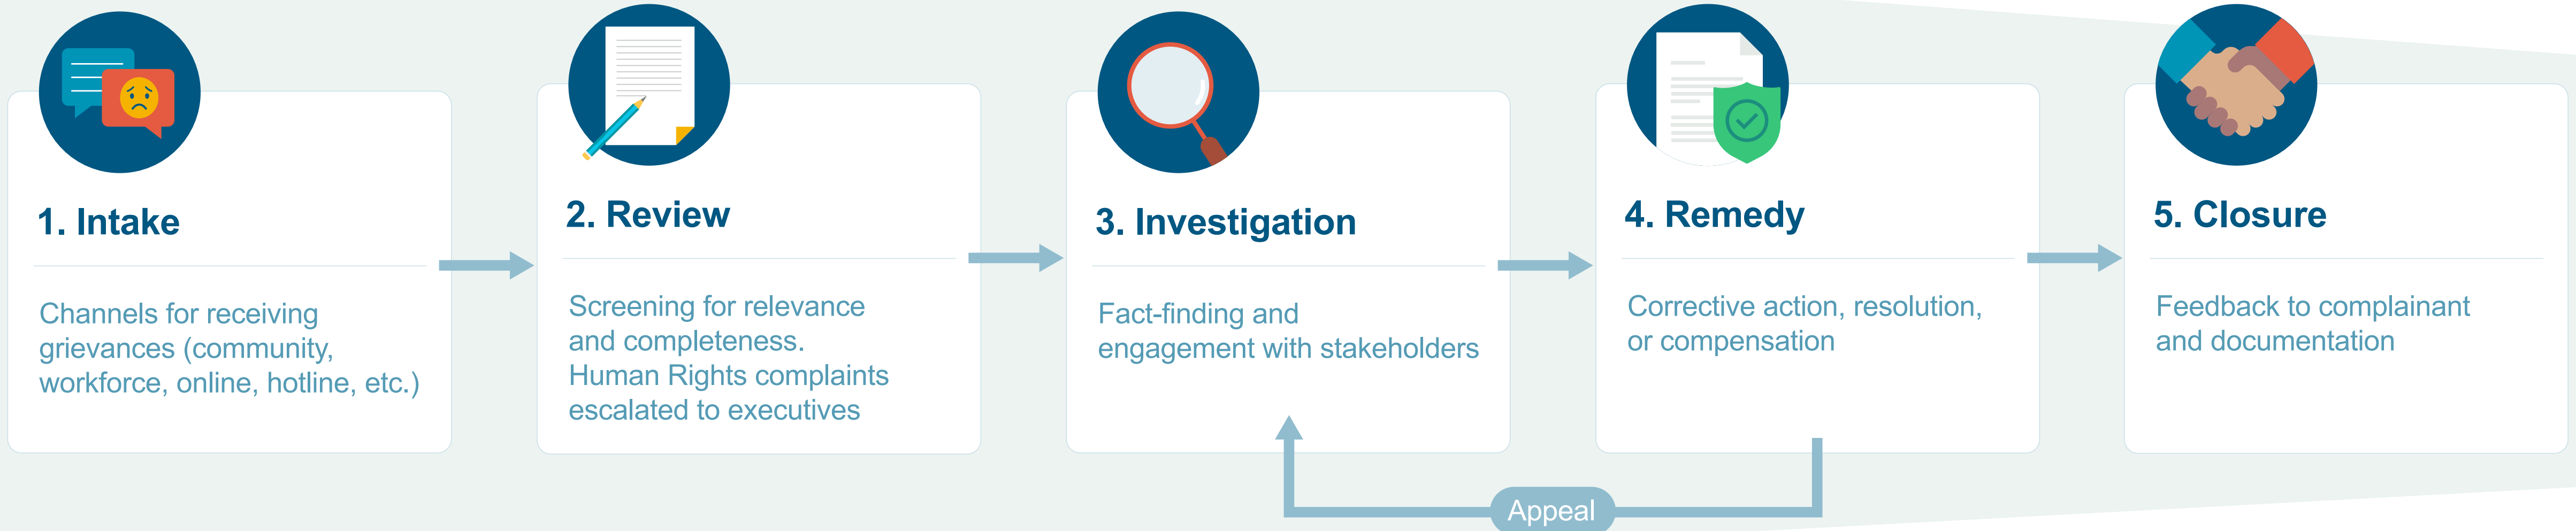 1. Intake
Channels for receiving
grievances (community,
workforce, online, hotline, etc.)
2. Review
Screening for relevance
and completeness.
Human Rights complaints
escalated to executives
3. Investigation
Fact-finding and
engagement with stakeholders
4. Remedy
Corrective action, resolution,
or compensation
5. Closure
Feedback to complainant
and documentation
Appeal